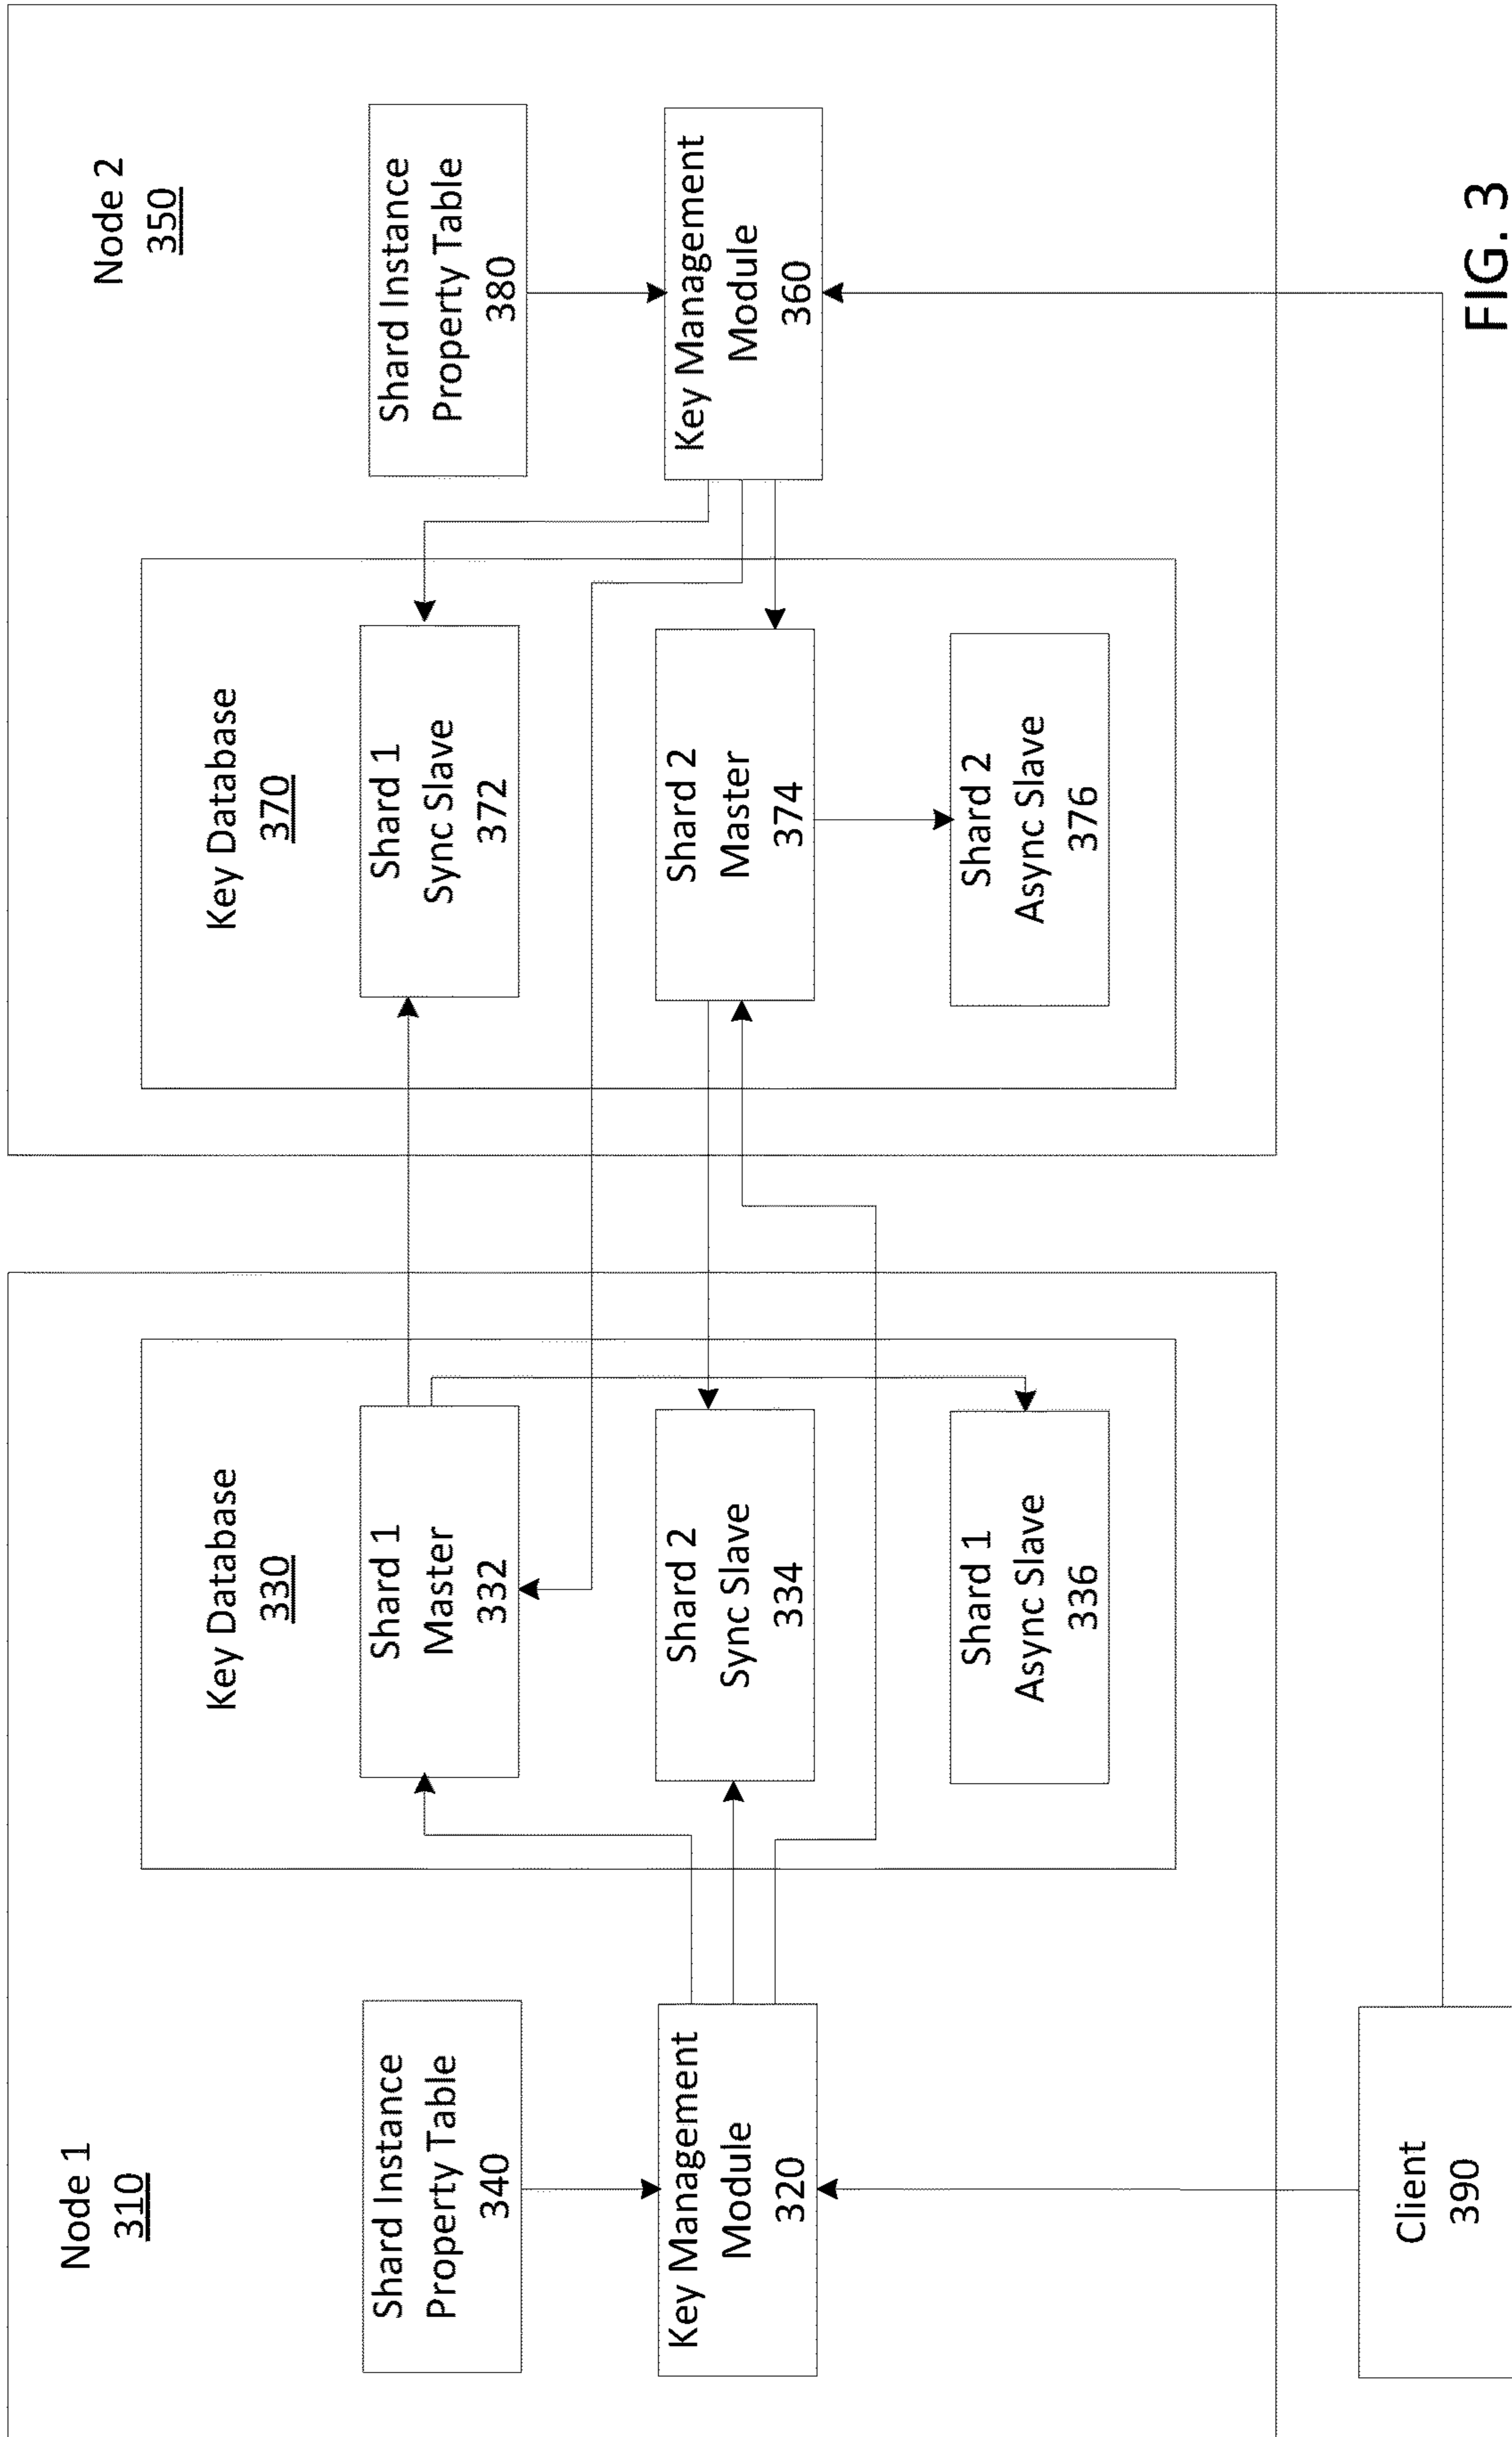 Node 1
310
Shard Instance
Property Table
340
Key Management
Module
320
Key Database
330
Shard 1
Master
332
Shard 2
Sync Slave
334
Shard 1
Async Slave
336
Node 2
350
Key Database
370
Shard 1
Sync Slave
372
Shard 2
Master
374
Shard 2
Async Slave
376
Shard Instance
Property Table
380
Key Management
Module
360
Client
390
FIG. 3